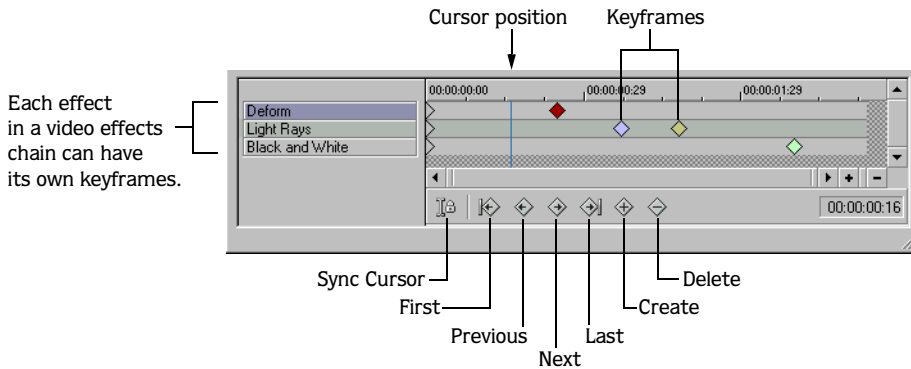 Cursor position
Keyframes
Each effect
in a video effects
chain can have
its own keyframes.
00:00:00:00
00:00:00:29
00:00:01:29
Deform
Light Rays
Black and White
00:00:00:16
Sync Cursor
Delete
First
Create
Previous
Last
Next